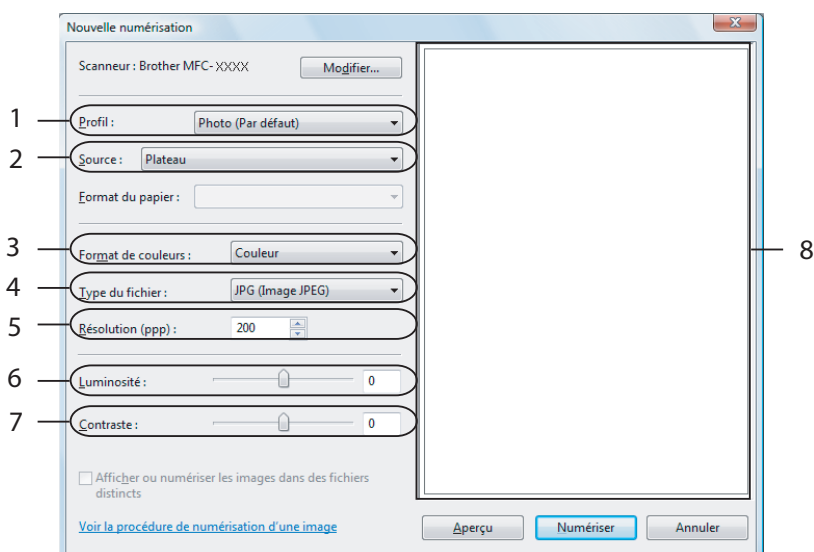 Nouvelle numérisation
Scanneur : Brother MFC-XXXX
Modifier...
1
Profil :
Photo (Par défaut)
2
Source :
Plateau
Format du papier :
3
Format de couleurs :
Couleur
4
Type du fichier :
JPG (Image JPEG)
5
Résolution (ppp) :
200
6
Luminosité :
0
7
Contraste :
0
8
Afficher ou numériser les images dans des fichiers
distincts
Voir la procédure de numérisation d'une image
Aperçu
Numériser
Annuler